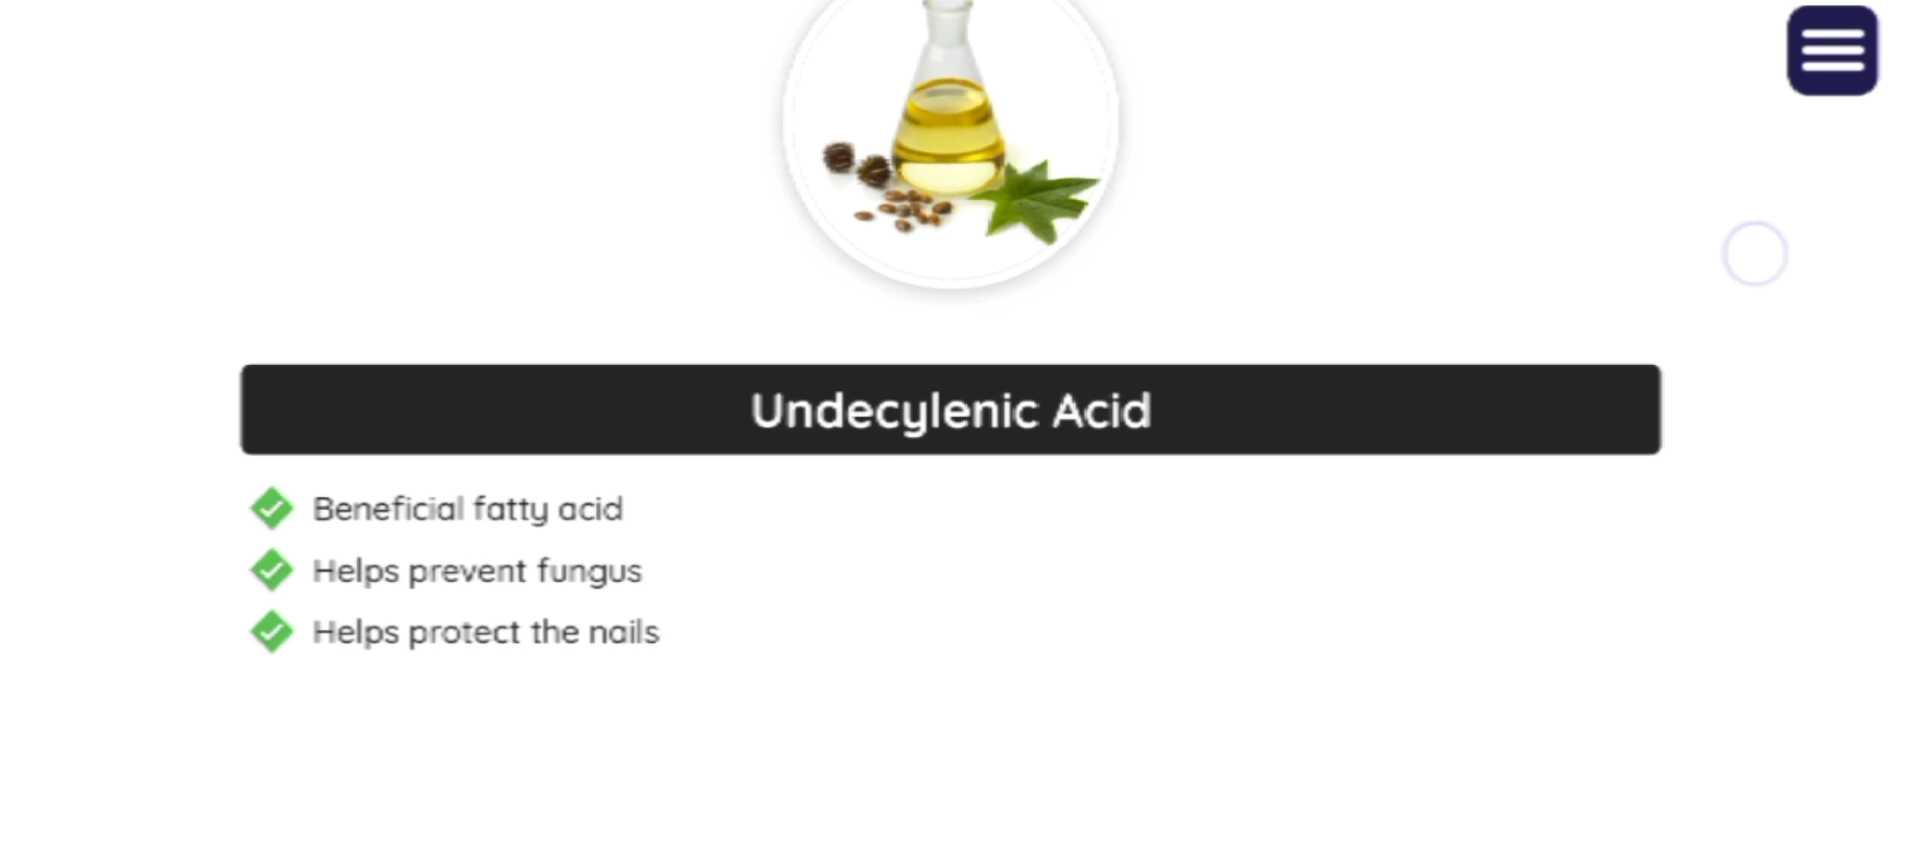 Undecylenic Acid
Beneficial fatty acid
Helps prevent fungus
Helps protect the nails